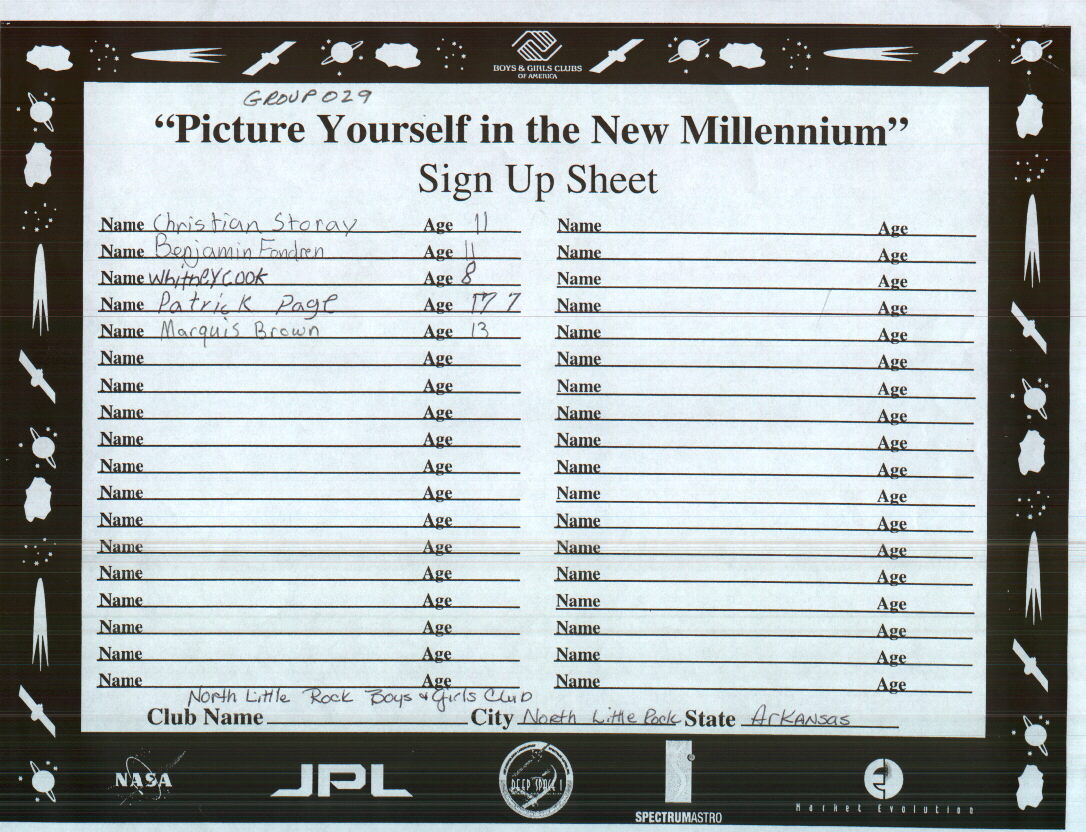 BOYS & GIRLS CLUBS
OF AMERICA
GROUP 029
"Picture Yourself in the New Millennium"
Sign Up Sheet
Name Christian Storay Age 11 Name Age
Name Benjamin Fondren Age 11 Name Age
Name Whitney Cook Age 8 Name Age
Name Patrick Page Age 17 7 Name Age
Name Marquis Brown Age 13 Name Age
Name Age Name Age
Name Age Name Age
Name Age Name Age
Name Age Name Age
Name Age Name Age
Name Age Name Age
Name Age Name Age
Name Age Name Age
Name Age Name Age
Name Age Name Age
Name Age Name Age
Name Age Name Age
Name Age Name Age
North Little Rock Boys & Girls Club
Club Name City North Little Rock State Arkansas
NASA JPL DEEP SPACE 1 SPECTRUMASTRO Market Evolution